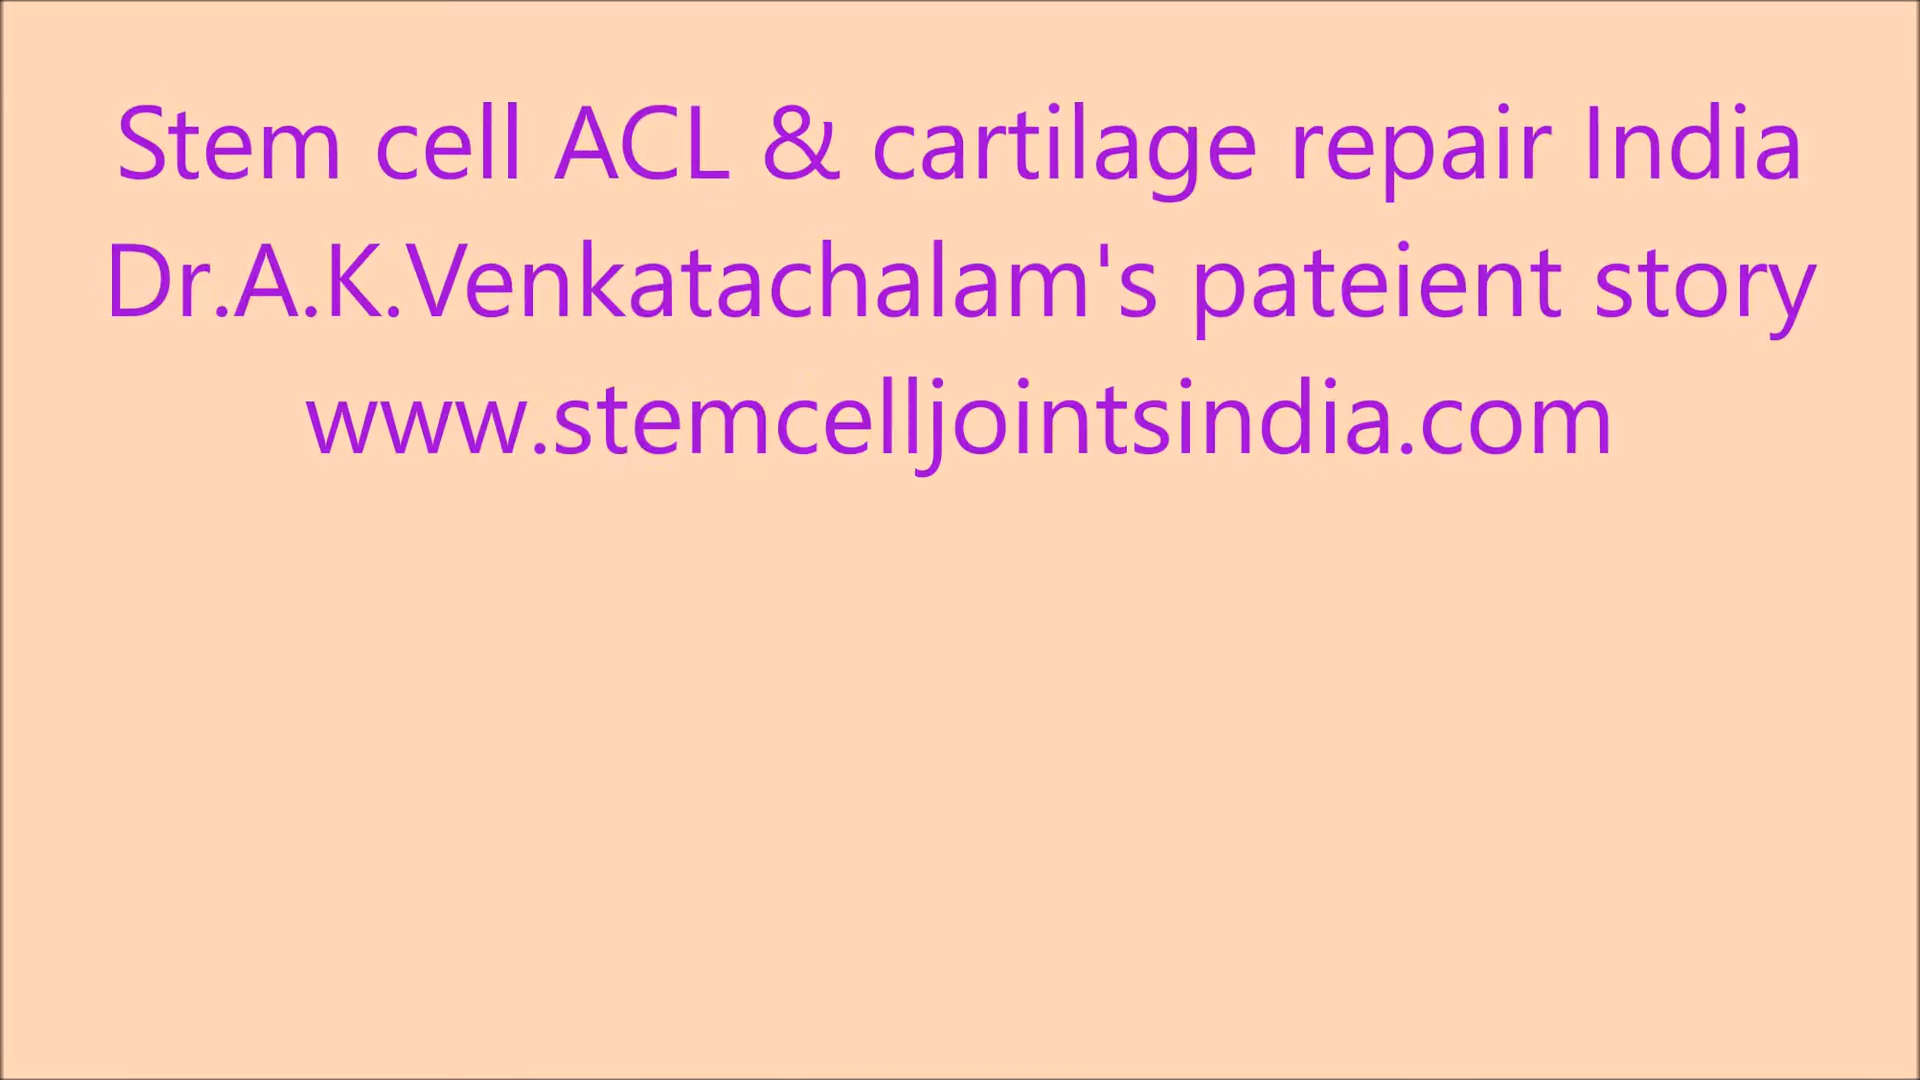 Stem cell ACL & cartilage repair India
Dr.A.K.Venkatachalam's pateient story
www.stemcelljointsindia.com